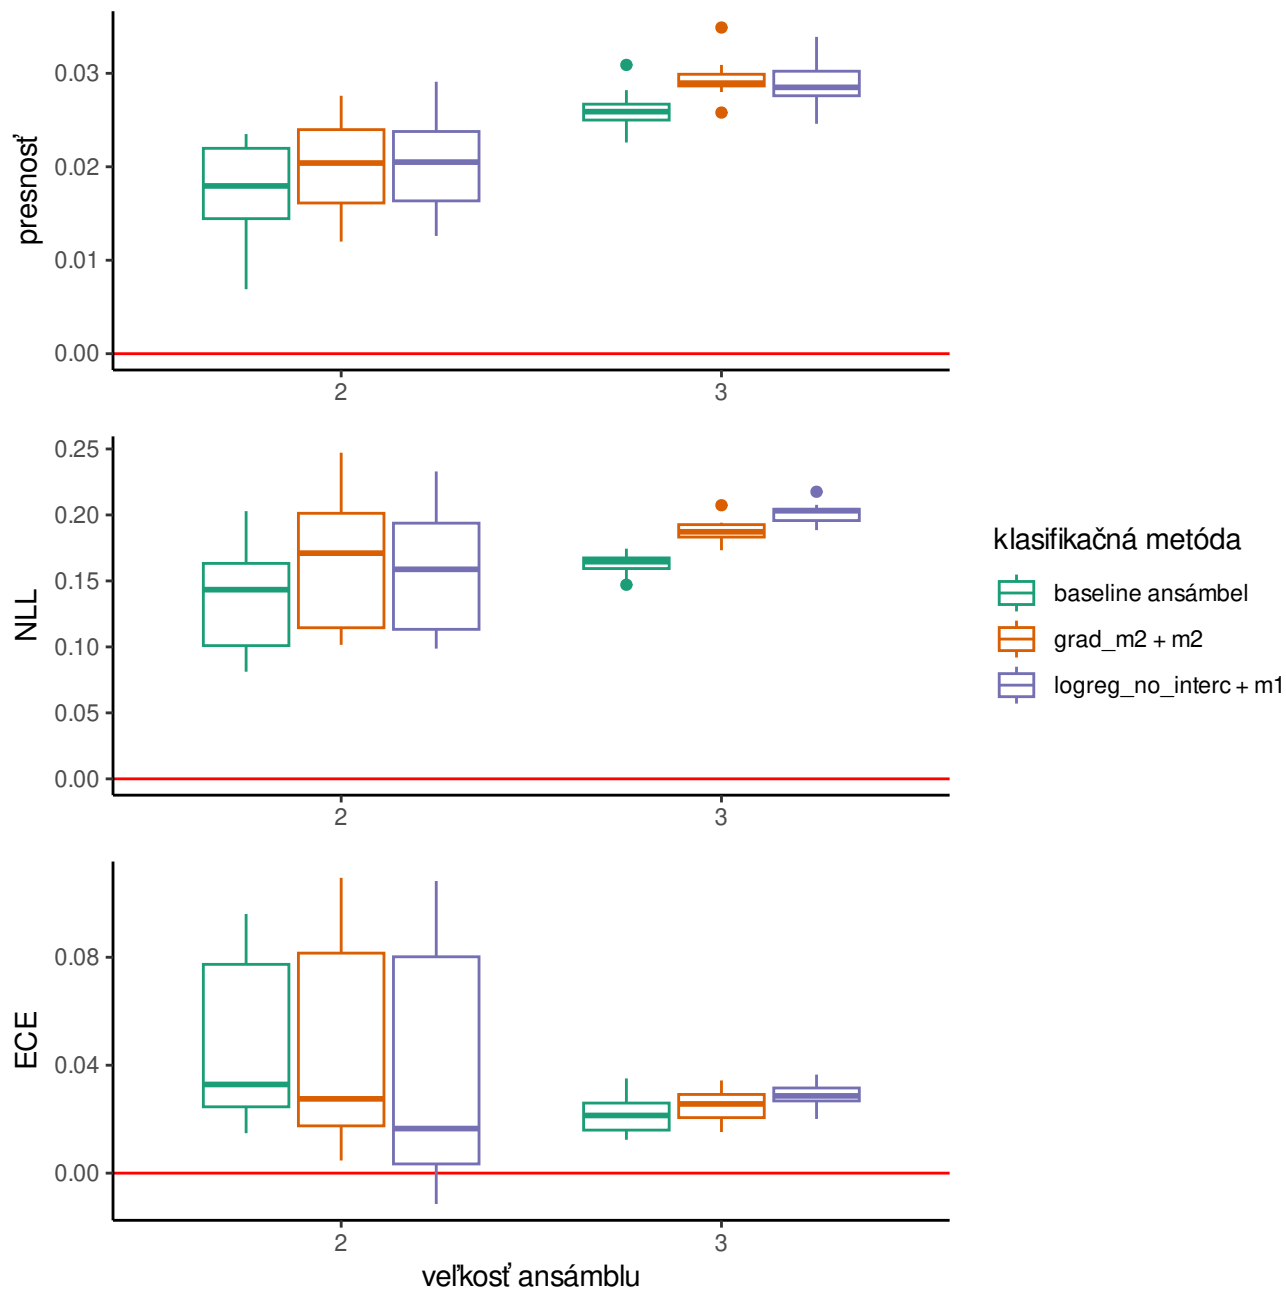 presnosť
0.03
0.02
0.01
0.00
2
3
NLL
0.25
0.20
0.15
0.10
0.05
0.00
2
3
klasifikačná metóda
baseline ansámbel
grad_m2 + m2
logreg_no_interc + m1
ECE
0.08
0.04
0.00
2
3
veľkosť ansámblu